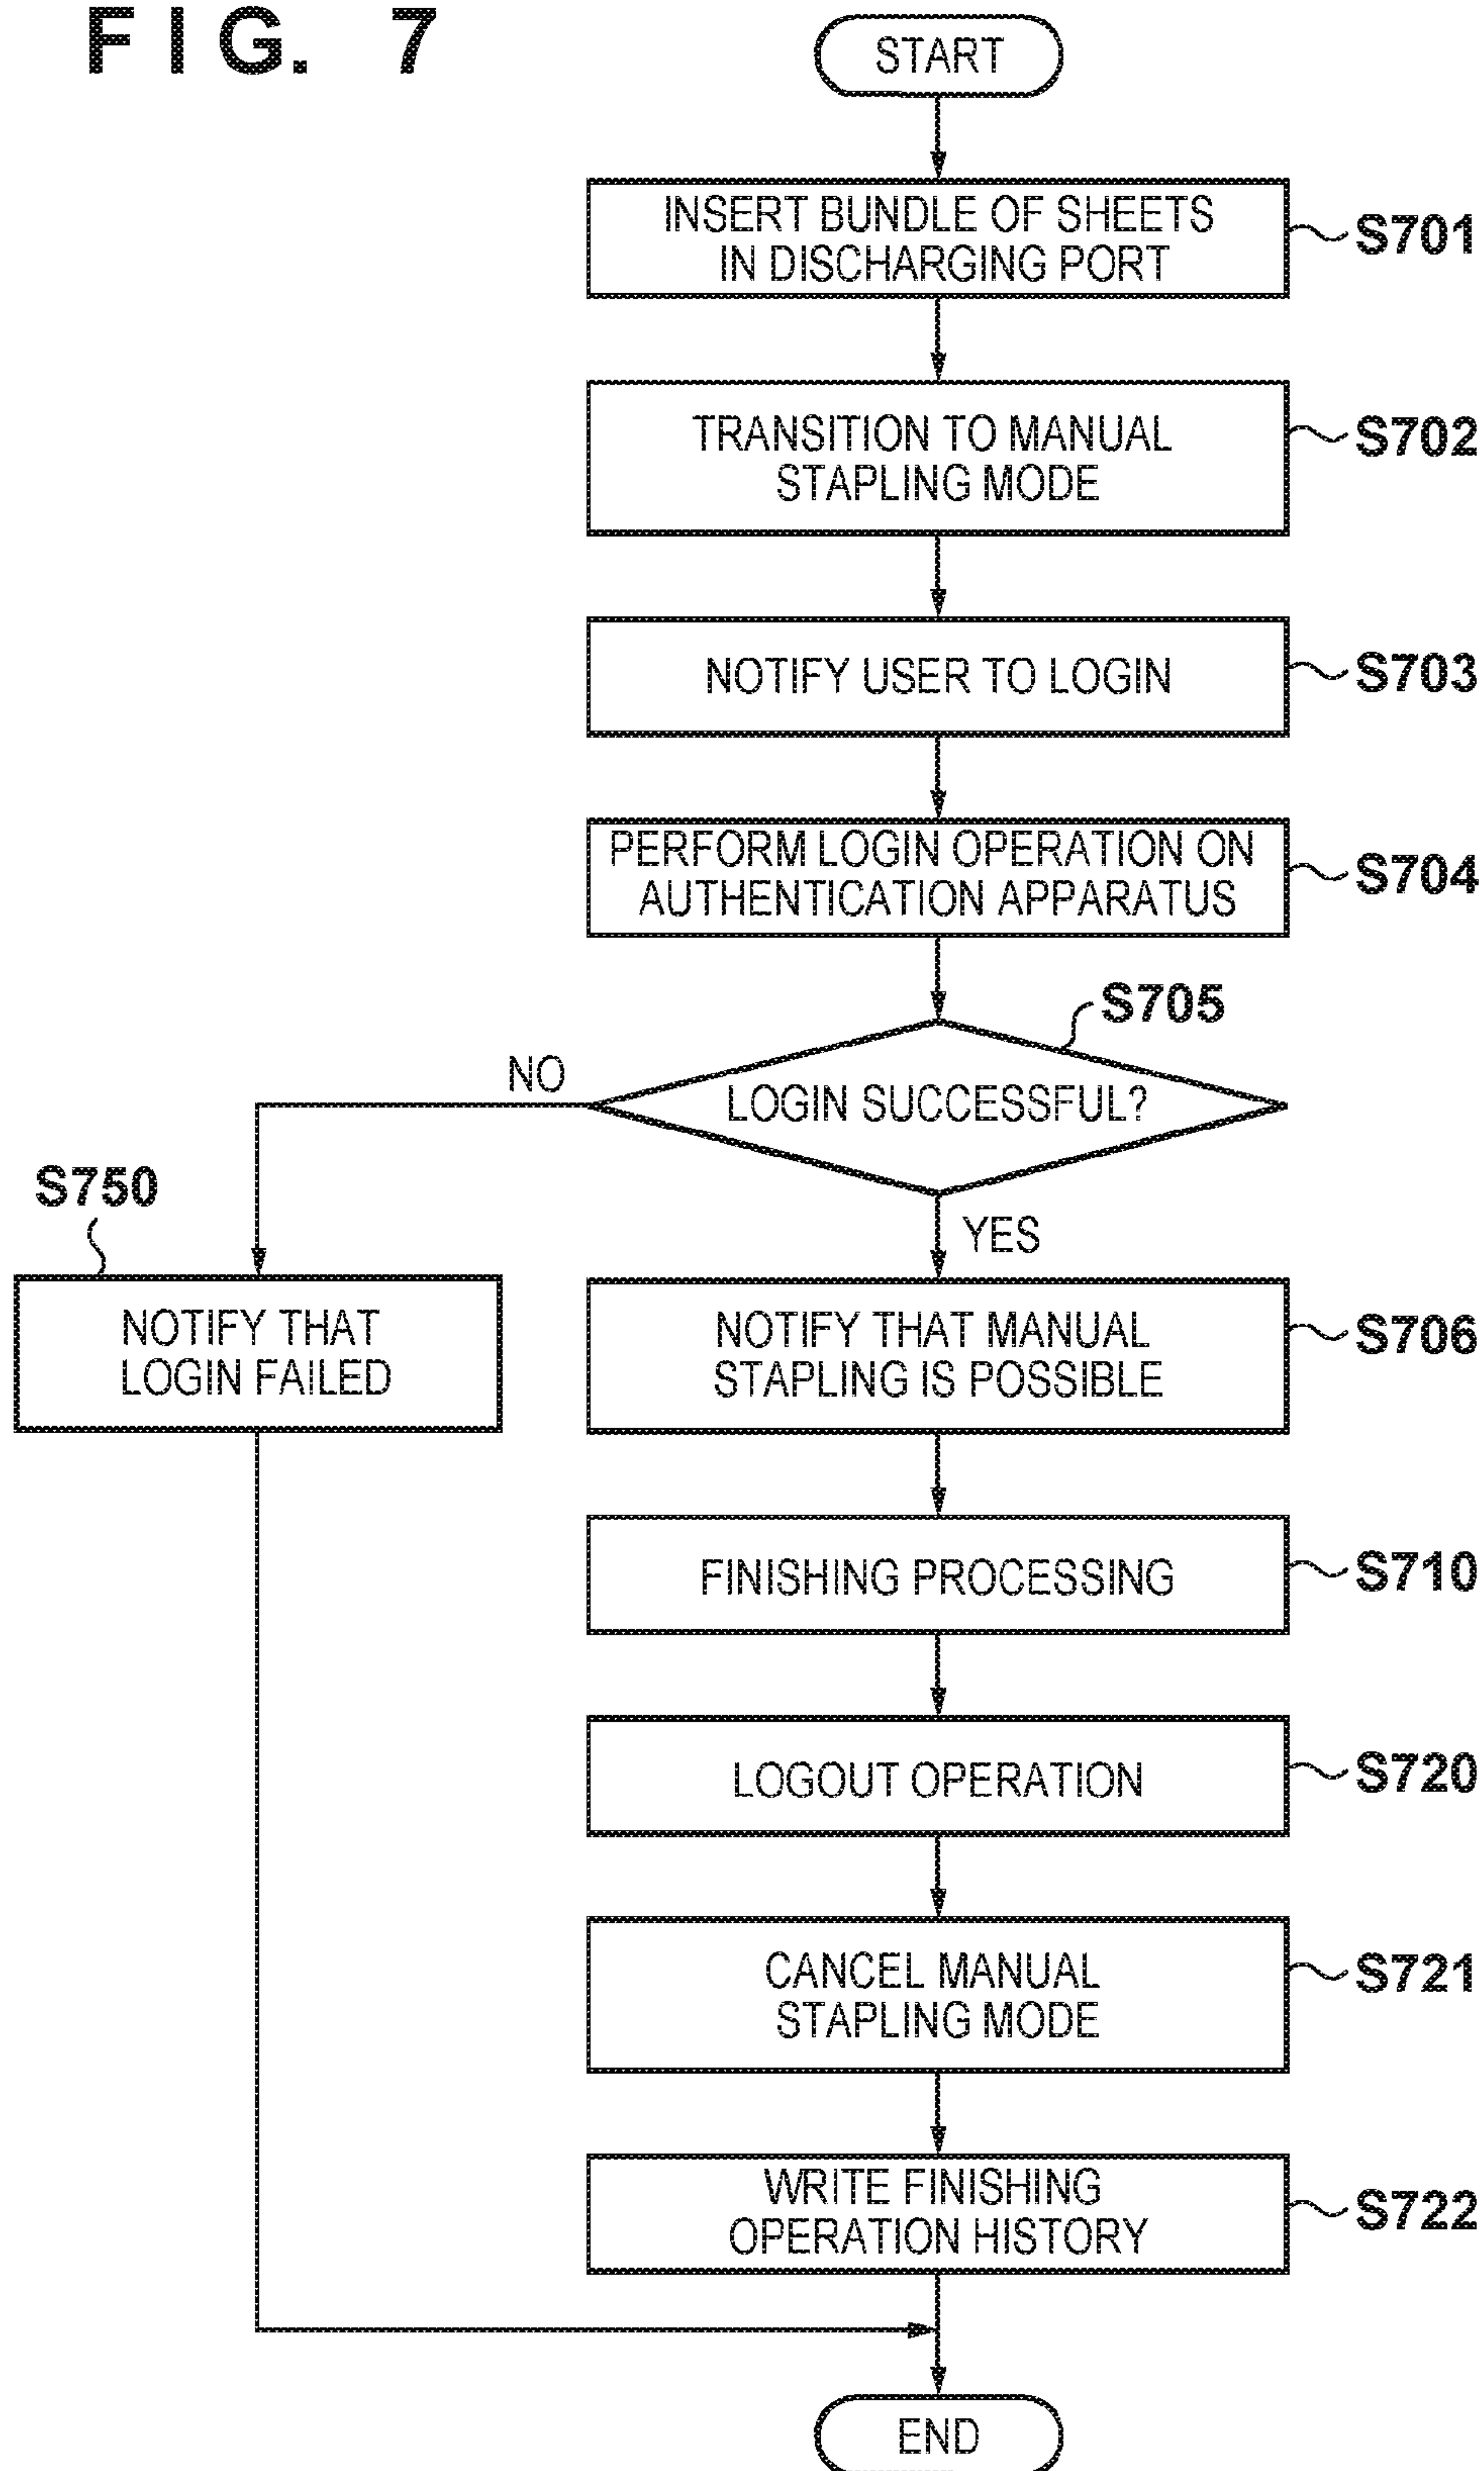 FIG. 7
START
INSERT BUNDLE OF SHEETS
IN DISCHARGING PORT
S701
TRANSITION TO MANUAL
STAPLING MODE
S702
NOTIFY USER TO LOGIN
S703
PERFORM LOGIN OPERATION ON
AUTHENTICATION APPARATUS
S704
S705
LOGIN SUCCESSFUL?
NO
YES
S750
NOTIFY THAT
LOGIN FAILED
NOTIFY THAT MANUAL
STAPLING IS POSSIBLE
S706
FINISHING PROCESSING
S710
LOGOUT OPERATION
S720
CANCEL MANUAL
STAPLING MODE
S721
WRITE FINISHING
OPERATION HISTORY
S722
END